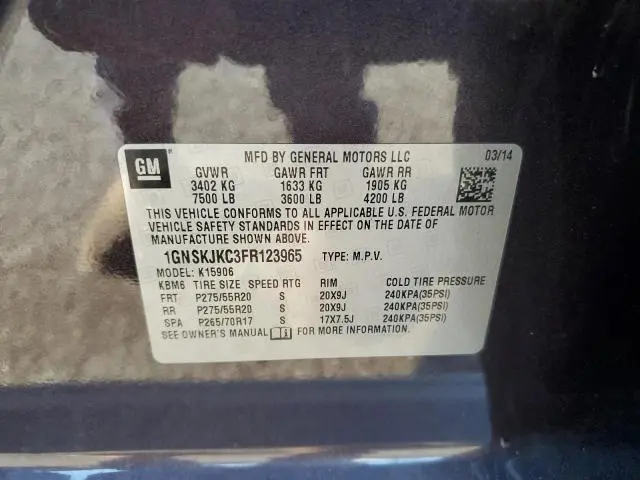 GM
MFD BY GENERAL MOTORS LLC 03/14
GVWR GAWR FRT GAWR RR
3402 KG 1633 KG 1905 KG
7500 LB 3600 LB 4200 LB
THIS VEHICLE CONFORMS TO ALL APPLICABLE U.S. FEDERAL MOTOR
VEHICLE SAFETY STANDARDS IN EFFECT ON THE DATE OF
MANUFACTURE SHOWN ABOVE.
1GNSKJKC3FR123965 TYPE: M.P.V.
MODEL: K15906
KBM6 TIRE SIZE SPEED RTG RIM COLD TIRE PRESSURE
FRT P275/55R20 S 20X9J 240KPA(35PSI)
RR P275/55R20 S 20X9J 240KPA(35PSI)
SPA P265/70R17 S 17X7.5J 240KPA(35PSI)
SEE OWNER'S MANUAL FOR MORE INFORMATION.